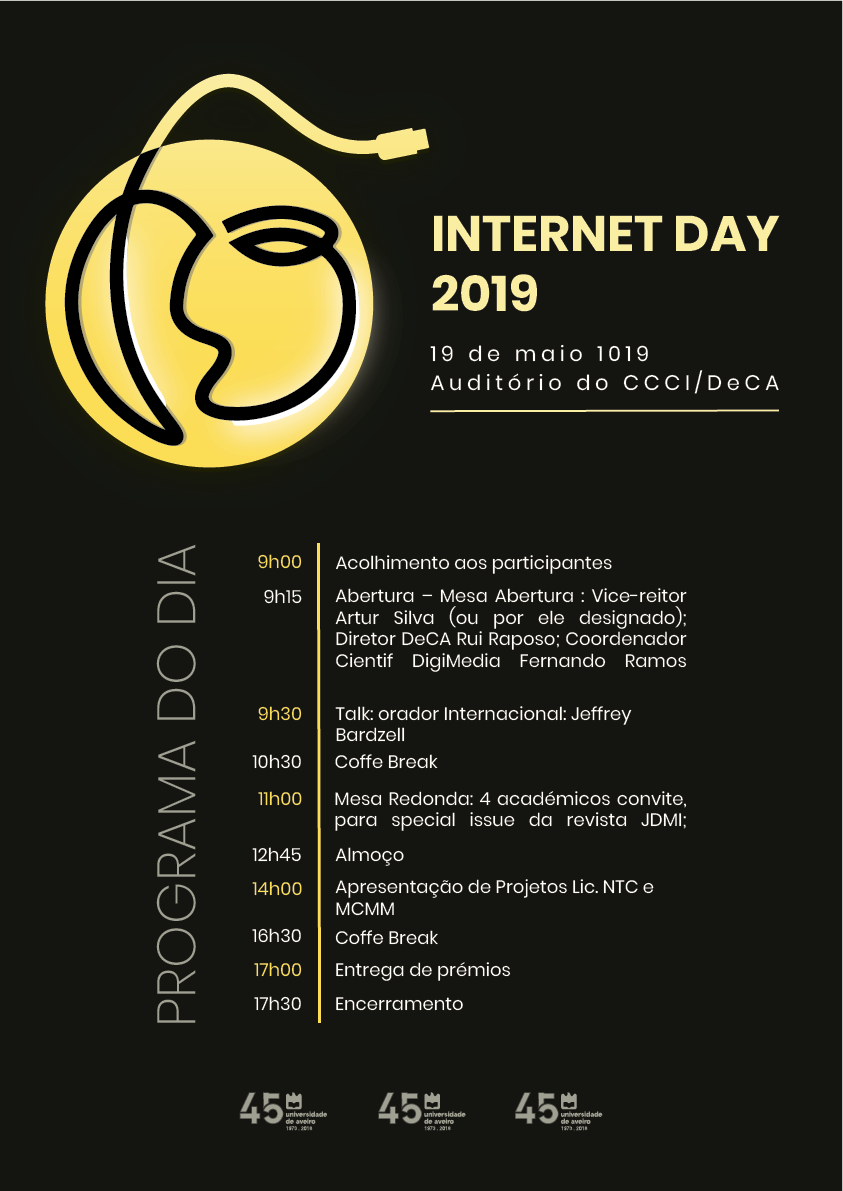 INTERNET DAY
2019
19 de maio 1019
Auditório do CCCI/DeCA
PROGRAMA DO DIA
9h00 Acolhimento aos participantes
9h15 Abertura – Mesa Abertura : Vice-reitor
Artur Silva (ou por ele designado);
Diretor DeCA Rui Raposo; Coordenador
Cientif DigiMedia Fernando Ramos
9h30 Talk: orador Internacional: Jeffrey
Bardzell
10h30 Coffe Break
11h00 Mesa Redonda: 4 académicos convite,
para special issue da revista JDMI;
12h45 Almoço
14h00 Apresentação de Projetos Lic. NTC e
MCMM
16h30 Coffe Break
17h00 Entrega de prémios
17h30 Encerramento
45 universidade
de aveiro
1973 . 2018
45 universidade
de aveiro
1973 . 2018
45 universidade
de aveiro
1973 . 2018